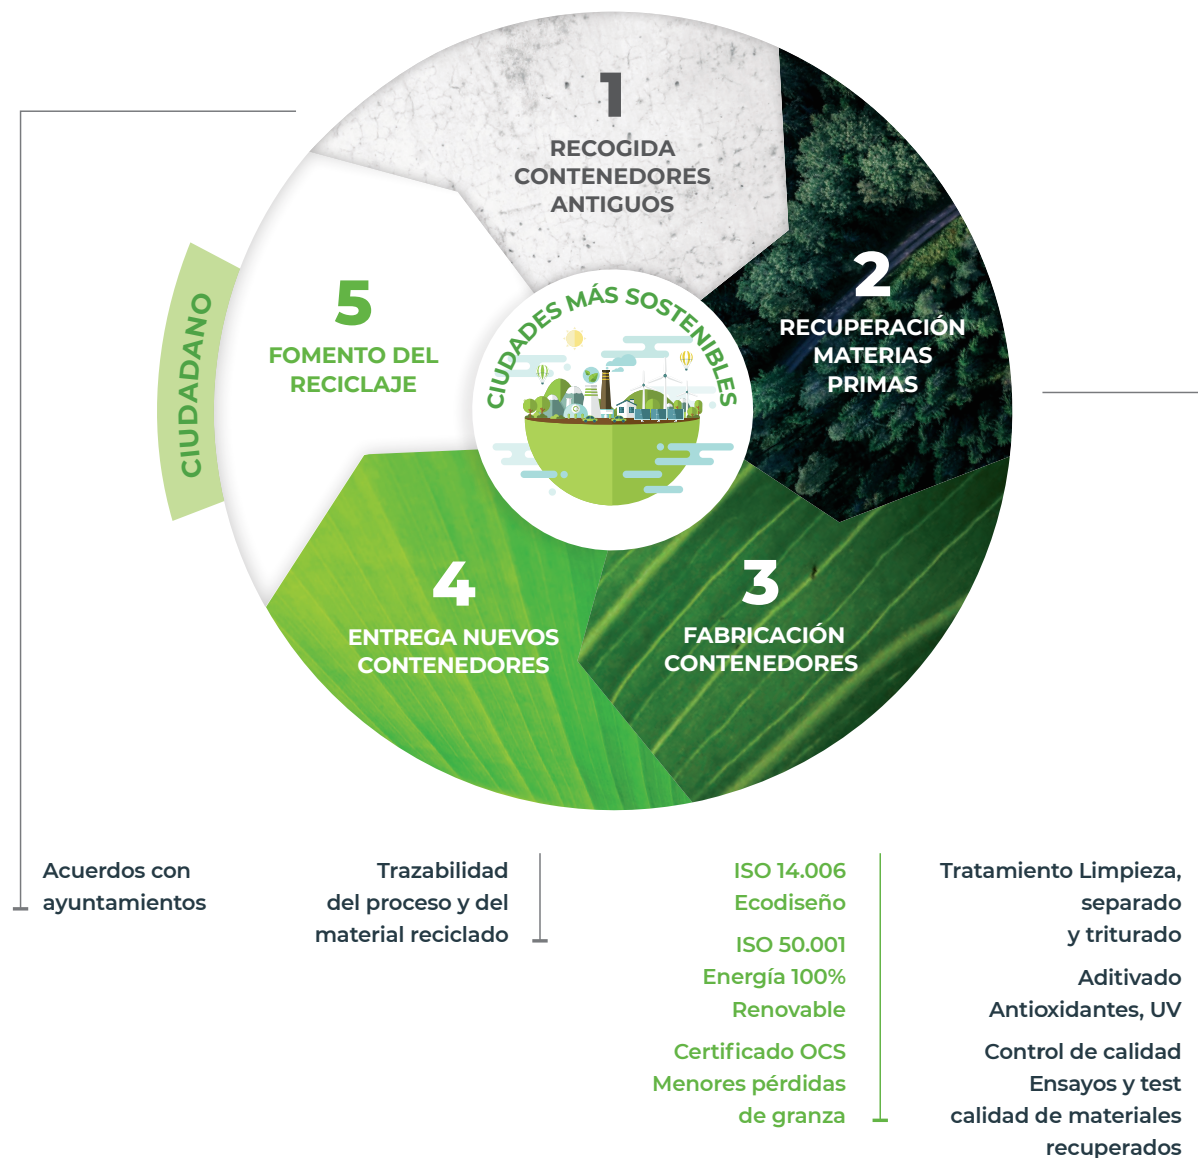 1
RECOGIDA
CONTENEDORES
ANTIGUOS
2
RECUPERACIÓN
MATERIAS
PRIMAS
3
FABRICACIÓN
CONTENEDORES
4
ENTREGA NUEVOS
CONTENEDORES
5
FOMENTO DEL
RECICLAJE
CIUDADANO
CIUDADES MÁS SOSTENIBLES
Acuerdos con
ayuntamientos
Trazabilidad
del proceso y del
material reciclado
ISO 14.006
Ecodiseño
ISO 50.001
Energía 100%
Renovable
Certificado OCS
Menores pérdidas
de granza
Tratamiento Limpieza,
separado
y triturado
Aditivado
Antioxidantes, UV
Control de calidad
Ensayos y test
calidad de materiales
recuperados